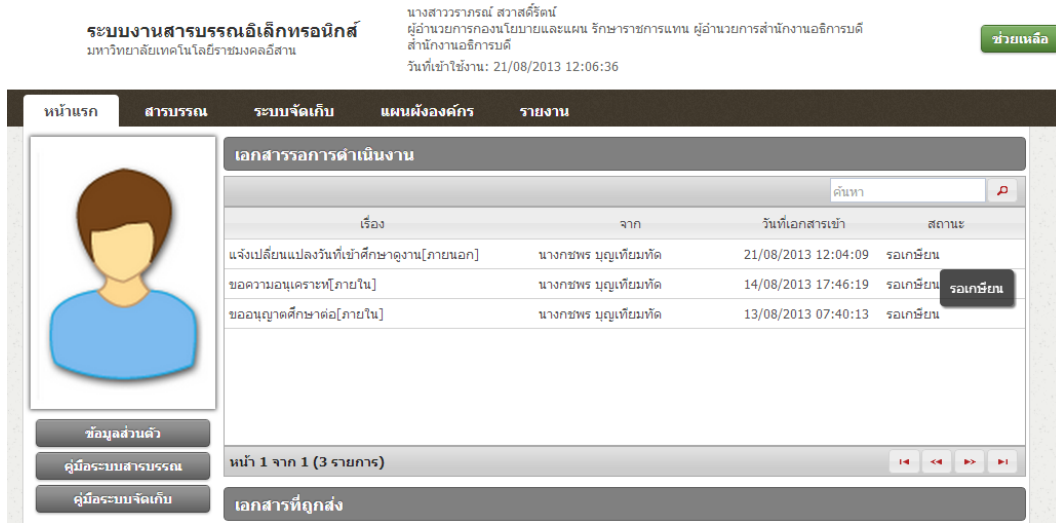 ระบบงานสารบรรณอิเล็กทรอนิกส์
มหาวิทยาลัยเทคโนโลยีราชมงคลอีสาน
นางสาววราภรณ์ สวาสดิ์รัตน์
ผู้อำนวยการกองนโยบายและแผน รักษาราชการแทน ผู้อำนวยการสำนักงานอธิการบดี
สำนักงานอธิการบดี
วันที่เข้าใช้งาน: 21/08/2013 12:06:36
ช่วยเหลือ
หน้าแรก สารบรรณ ระบบจัดเก็บ แผนผังองค์กร รายงาน
เอกสารรอการดำเนินงาน
ค้นหา
เรื่อง จาก วันที่เอกสารเข้า สถานะ
แจ้งเปลี่ยนแปลงวันที่เข้าศึกษาดูงาน[ภายนอก] นางกชพร บุญเทียมทัด 21/08/2013 12:04:09 รอเกษียน
ขอความอนุเคราะห์[ภายใน] นางกชพร บุญเทียมทัด 14/08/2013 17:46:19 รอเกษียน
รอเกษียน
ขออนุญาตศึกษาต่อ[ภายใน] นางกชพร บุญเทียมทัด 13/08/2013 07:40:13 รอเกษียน
หน้า 1 จาก 1 (3 รายการ)
ข้อมูลส่วนตัว
คู่มือระบบสารบรรณ
คู่มือระบบจัดเก็บ
เอกสารที่ถูกส่ง